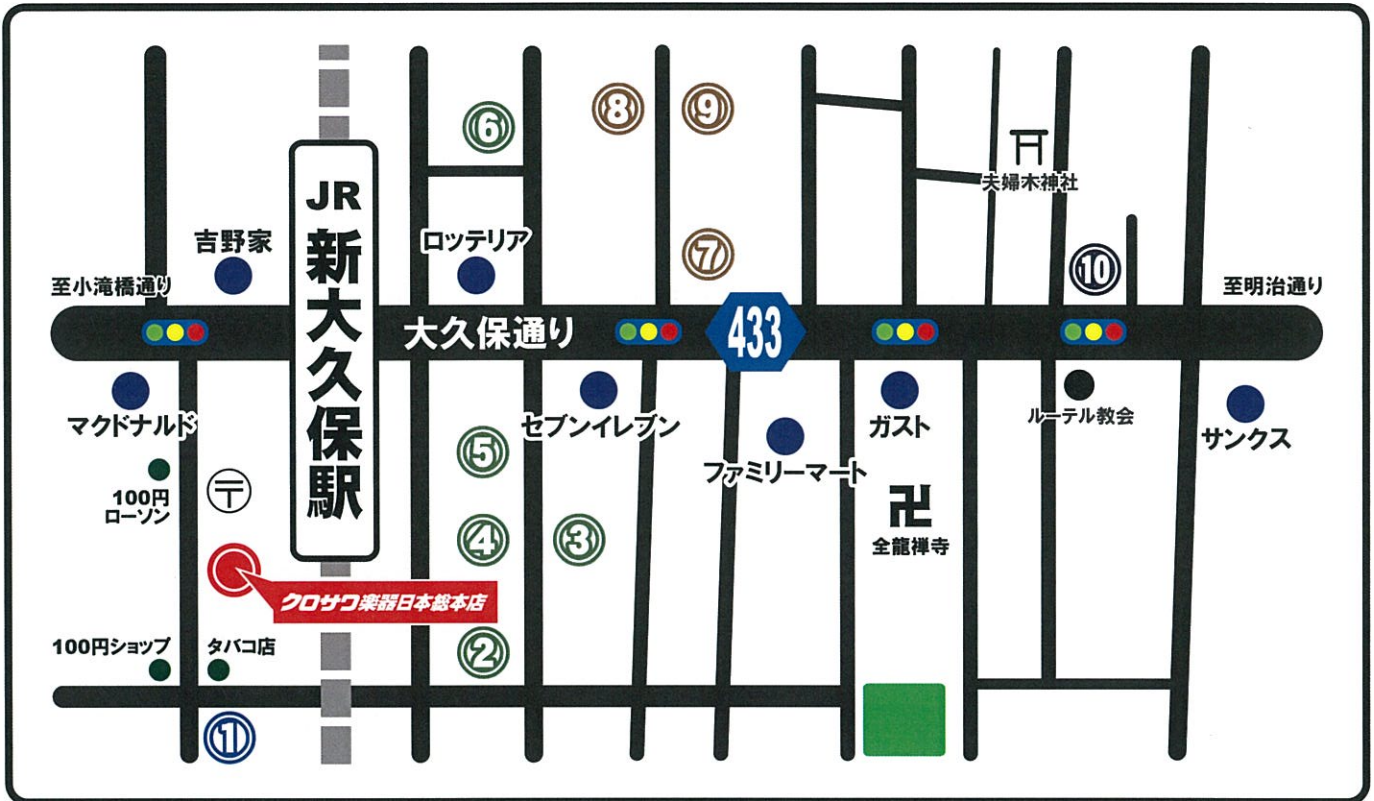 ⑥
⑧
⑨
夫婦木神社
JR
新大久保駅
吉野家
ロッテリア
⑦
⑩
至小滝橋通り
至明治通り
大久保通り
433
マクドナルド
セブンイレブン
ファミリーマート
ガスト
ルーテル教会
サンクス
100円
ローソン
〒
⑤
④
③
卍
全龍禅寺
クロサワ楽器日本総本店
100円ショップ
タバコ店
②
①